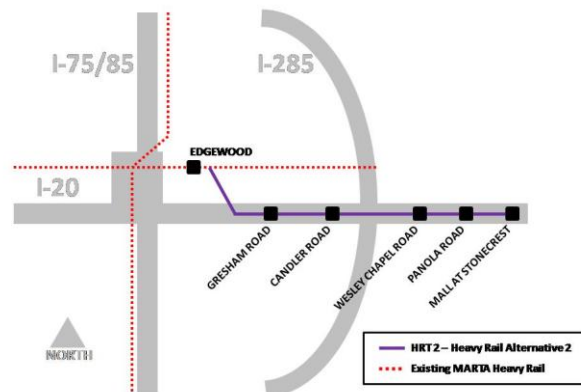 I-75/85
I-285
EDGEWOOD
I-20
GRESHAM ROAD
CANDLER ROAD
WESLEY CHAPEL ROAD
PANOLA ROAD
MALL AT STONECREST
NORTH
HRT 2 – Heavy Rail Alternative 2
Existing MARTA Heavy Rail